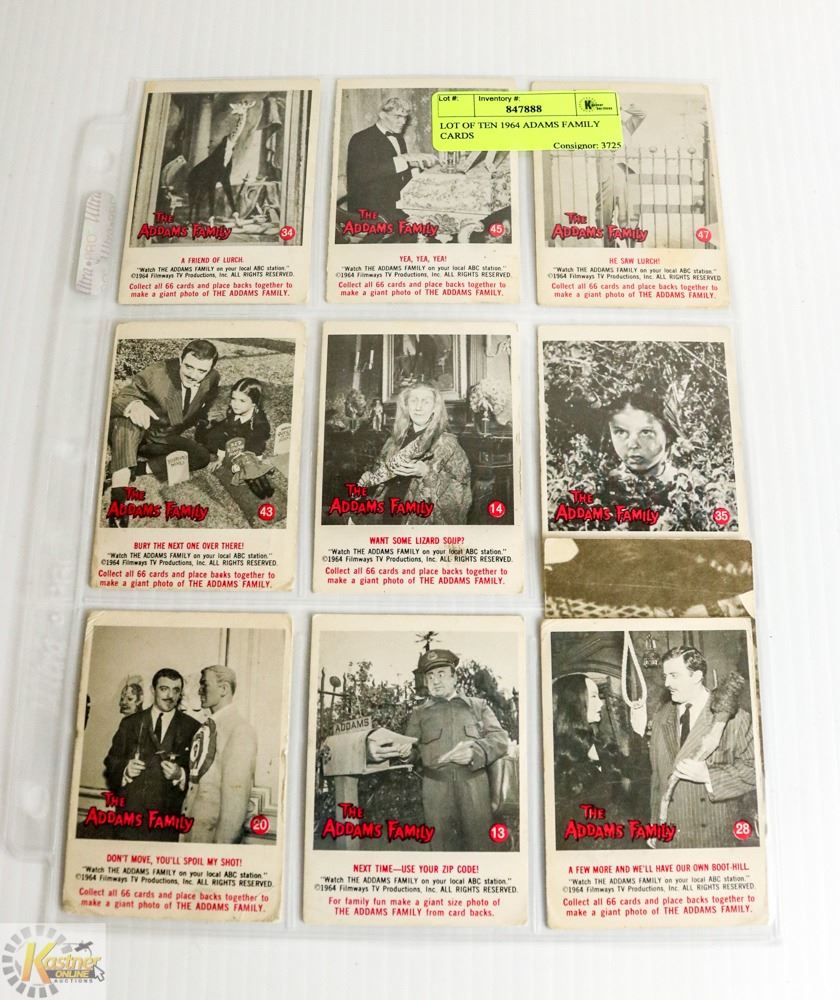 Lot #: Inventory #:
847888
Kastner
Auctions
LOT OF TEN 1964 ADAMS FAMILY
CARDS
Consignor: 3725
ultra PRO
THE
ADDAMS FAMILY
34
A FRIEND OF LURCH.
"Watch THE ADDAMS FAMILY on your local ABC station."
©1964 Filmways TV Productions, Inc. ALL RIGHTS RESERVED.
Collect all 66 cards and place backs together to
make a giant photo of THE ADDAMS FAMILY.
THE
ADDAMS FAMILY
45
YEA, YEA, YEA!
"Watch THE ADDAMS FAMILY on your local ABC station."
©1964 Filmways TV Productions, Inc. ALL RIGHTS RESERVED.
Collect all 66 cards and place backs together to
make a giant photo of THE ADDAMS FAMILY.
THE
ADDAMS FAMILY
47
HE SAW LURCH!
"Watch THE ADDAMS FAMILY on your local ABC station."
©1964 Filmways TV Productions, Inc. ALL RIGHTS RESERVED.
Collect all 66 cards and place backs together to
make a giant photo of THE ADDAMS FAMILY.
THE
ADDAMS FAMILY
43
BURY THE NEXT ONE OVER THERE!
"Watch THE ADDAMS FAMILY on your local ABC station."
©1964 Filmways TV Productions, Inc. ALL RIGHTS RESERVED.
Collect all 66 cards and place backs together to
make a giant photo of THE ADDAMS FAMILY.
THE
ADDAMS FAMILY
14
WANT SOME LIZARD SOUP?
"Watch THE ADDAMS FAMILY on your local ABC station."
©1964 Filmways TV Productions, Inc. ALL RIGHTS RESERVED.
Collect all 66 cards and place backs together to
make a giant photo of THE ADDAMS FAMILY.
THE
ADDAMS FAMILY
35
THE
ADDAMS FAMILY
20
DON'T MOVE, YOU'LL SPOIL MY SHOT!
"Watch THE ADDAMS FAMILY on your local ABC station."
©1964 Filmways TV Productions, Inc. ALL RIGHTS RESERVED.
Collect all 66 cards and place backs together to
make a giant photo of THE ADDAMS FAMILY.
ADDAMS
THE
ADDAMS FAMILY
13
NEXT TIME—USE YOUR ZIP CODE!
"Watch THE ADDAMS FAMILY on your local ABC station."
©1964 Filmways TV Productions, Inc. ALL RIGHTS RESERVED.
For family fun make a giant size photo of
THE ADDAMS FAMILY from card backs.
THE
ADDAMS FAMILY
28
A FEW MORE AND WE'LL HAVE OUR OWN BOOT-HILL.
"Watch THE ADDAMS FAMILY on your local ABC station."
©1964 Filmways TV Productions, Inc. ALL RIGHTS RESERVED.
Collect all 66 cards and place backs together to
make a giant photo of THE ADDAMS FAMILY.
Kastner
ONLINE
AUCTIONS